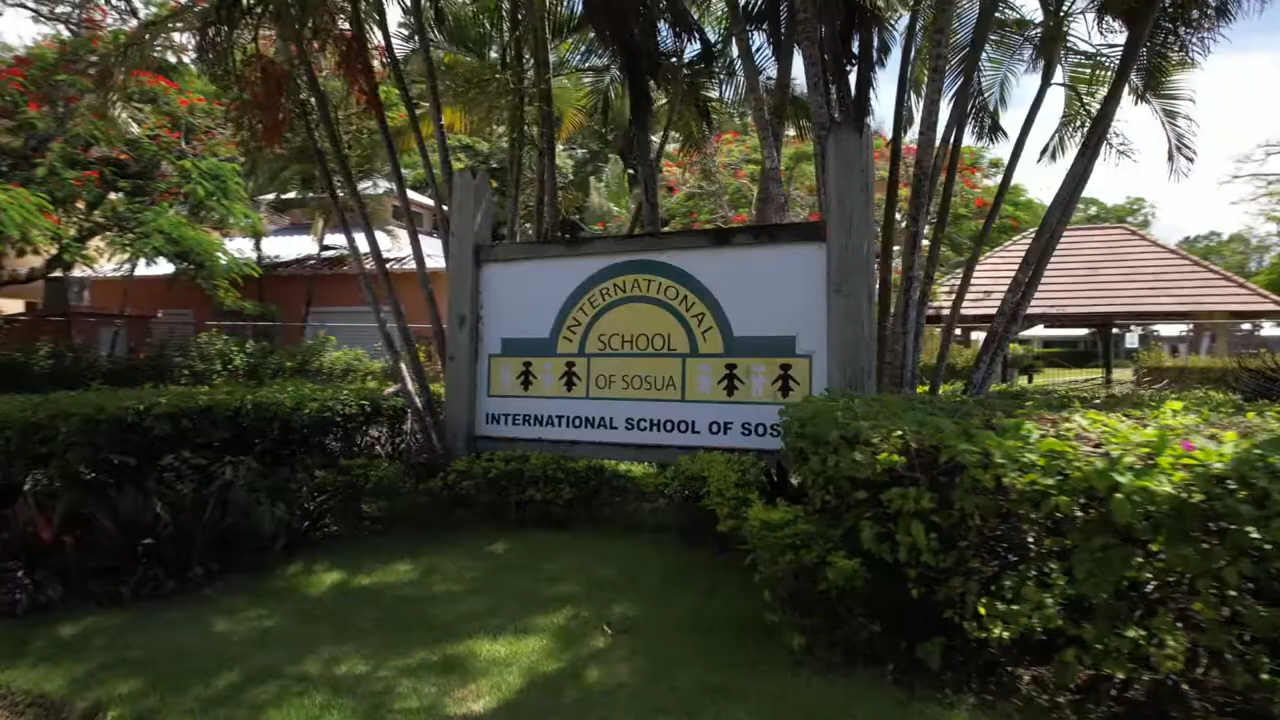 INTERNATIONAL
SCHOOL
OF SOSUA
INTERNATIONAL SCHOOL OF SOS